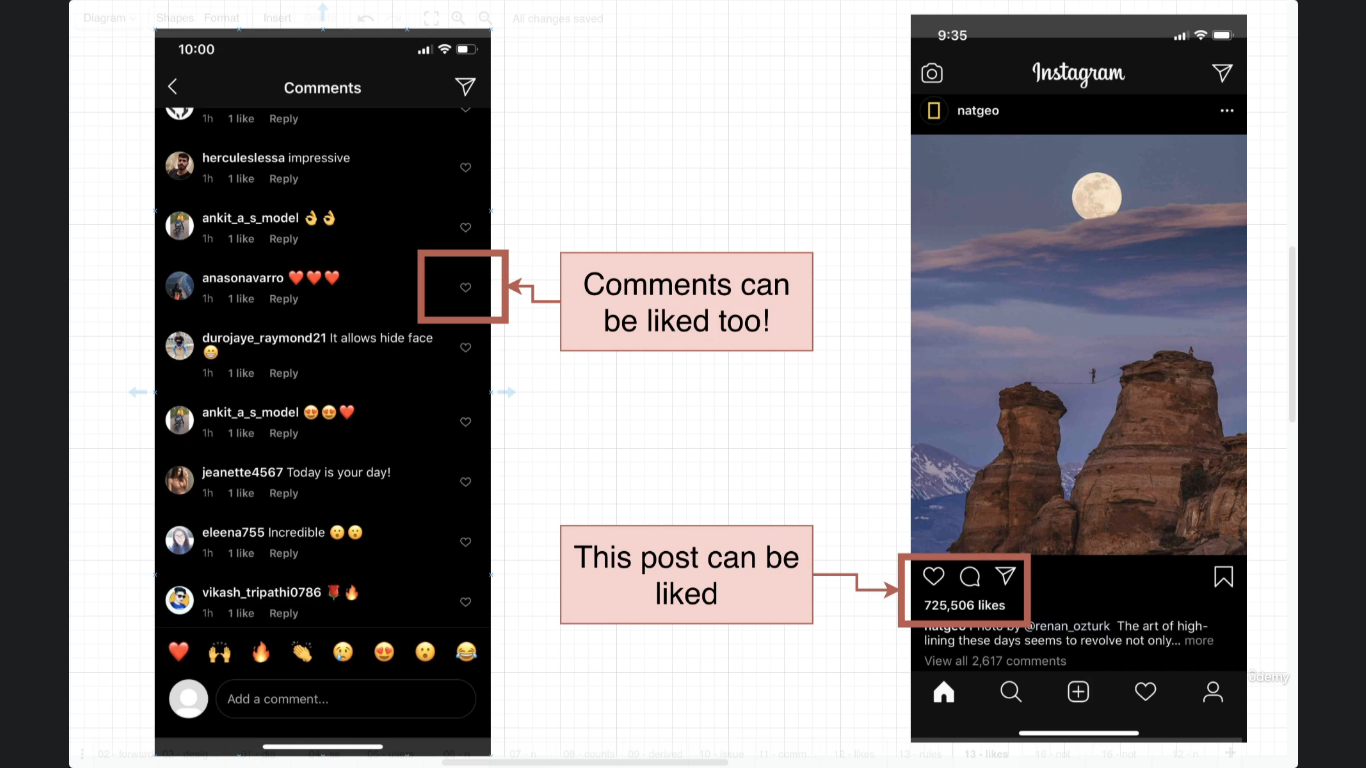 Diagram Shapes Format Insert All changes saved
10:00
Comments
1h 1 like Reply
herculeslessa impressive
1h 1 like Reply
ankit_a_s_model 👌👌
1h 1 like Reply
anasonavarro ❤️❤️❤️
1h 1 like Reply
durojaye_raymond21 It allows hide face
😁
1h 1 like Reply
ankit_a_s_model 😍😍❤️
1h 1 like Reply
jeanette4567 Today is your day!
1h 1 like Reply
eleena755 Incredible 😮😮
1h 1 like Reply
vikash_tripathi0786 🌹🔥
1h 1 like Reply
❤️🙌🔥👏😢😍😮😂
Add a comment...
Comments can
be liked too!
This post can be
liked
9:35
Instagram
natgeo
725,506 likes
natgeo Photo by @renan_ozturk The art of high-
lining these days seems to revolve not only... more
View all 2,617 comments
ûdemy
13 - likes